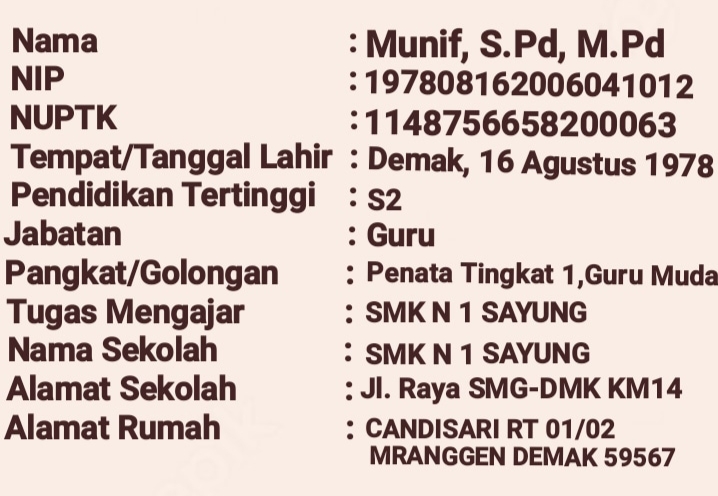 Nama : Munif, S.Pd, M.Pd
NIP : 197808162006041012
NUPTK : 1148756658200063
Tempat/Tanggal Lahir : Demak, 16 Agustus 1978
Pendidikan Tertinggi : S2
Jabatan : Guru
Pangkat/Golongan : Penata Tingkat 1,Guru Muda
Tugas Mengajar : SMK N 1 SAYUNG
Nama Sekolah : SMK N 1 SAYUNG
Alamat Sekolah : Jl. Raya SMG-DMK KM14
Alamat Rumah : CANDISARI RT 01/02
MRANGGEN DEMAK 59567